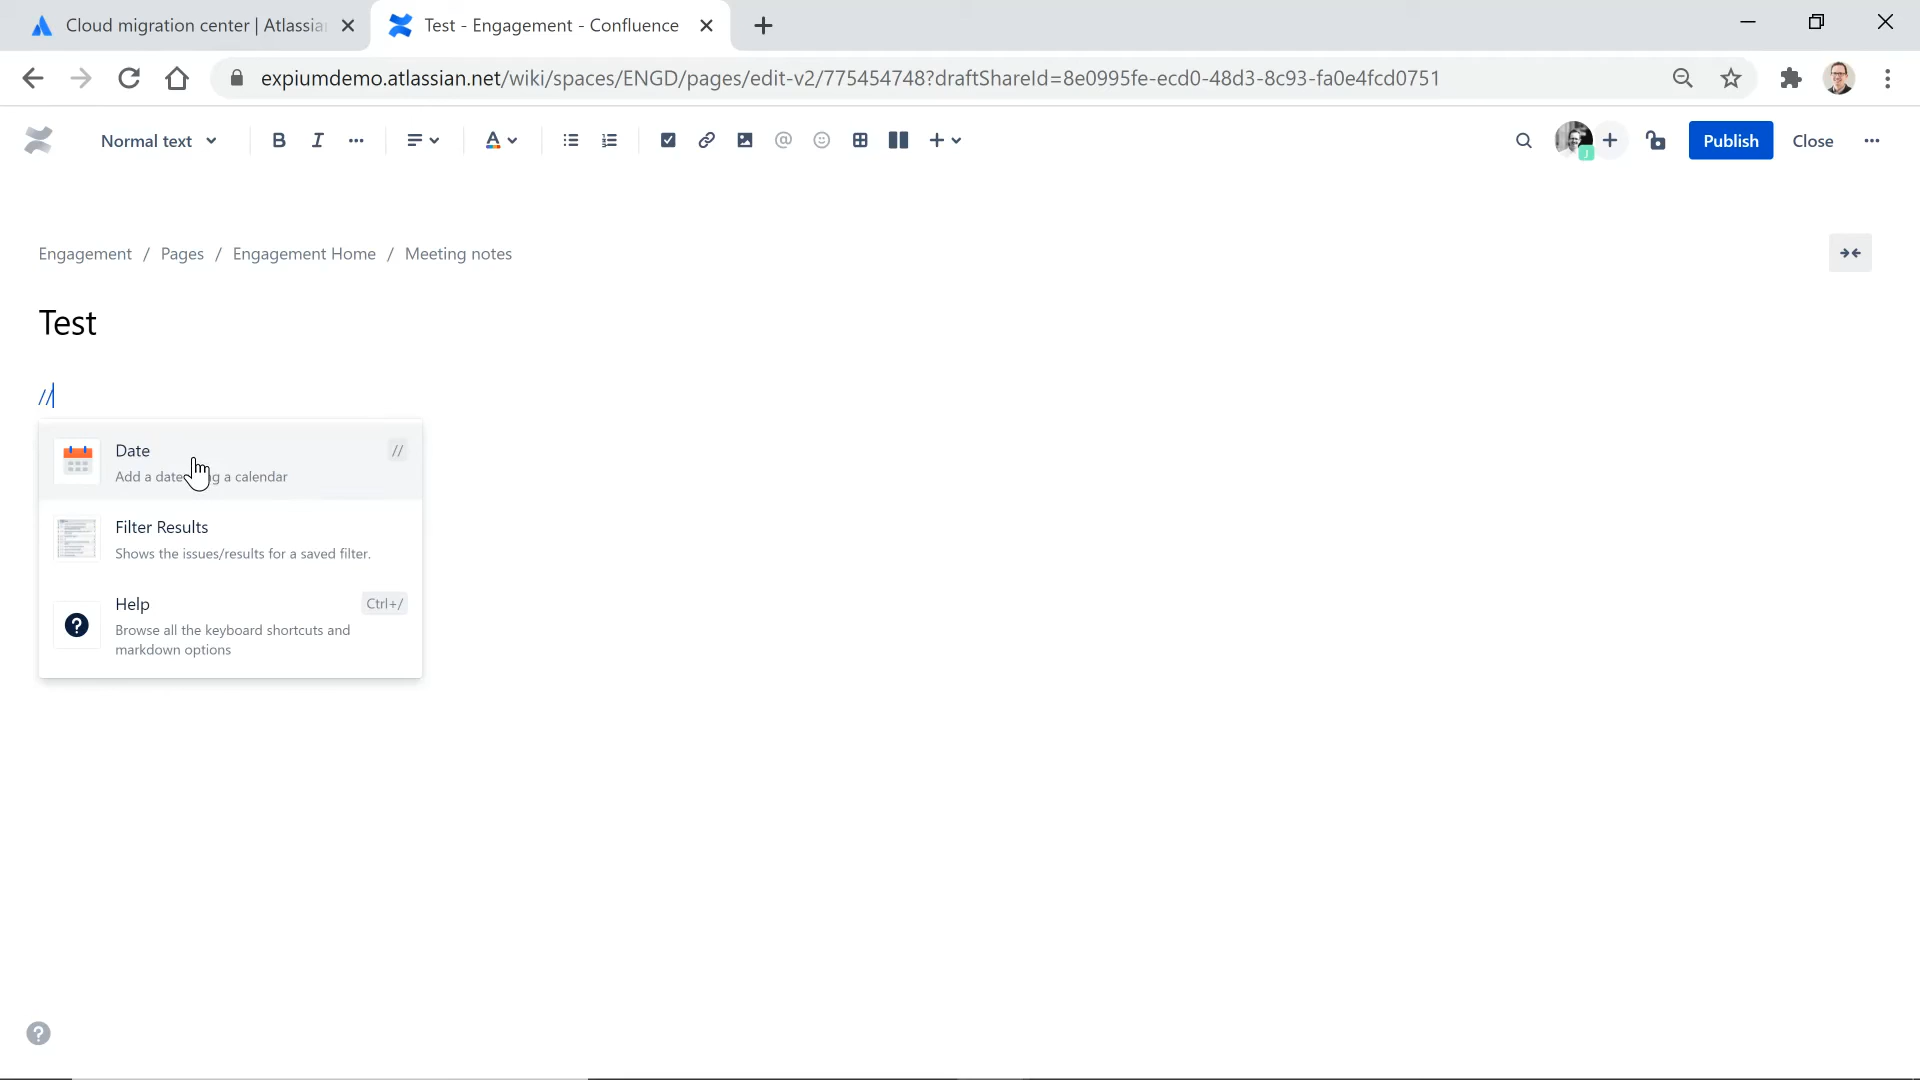 Cloud migration center | Atlassia
Test - Engagement - Confluence
expiumdemo.atlassian.net/wiki/spaces/ENGD/pages/edit-v2/775454748?draftShareId=8e0995fe-ecd0-48d3-8c93-fa0e4fcd0751
Normal text
Publish
Close
Engagement / Pages / Engagement Home / Meeting notes
Test
//
Date //
Add a date g a calendar
Filter Results
Shows the issues/results for a saved filter.
Help Ctrl+/
Browse all the keyboard shortcuts and
markdown options